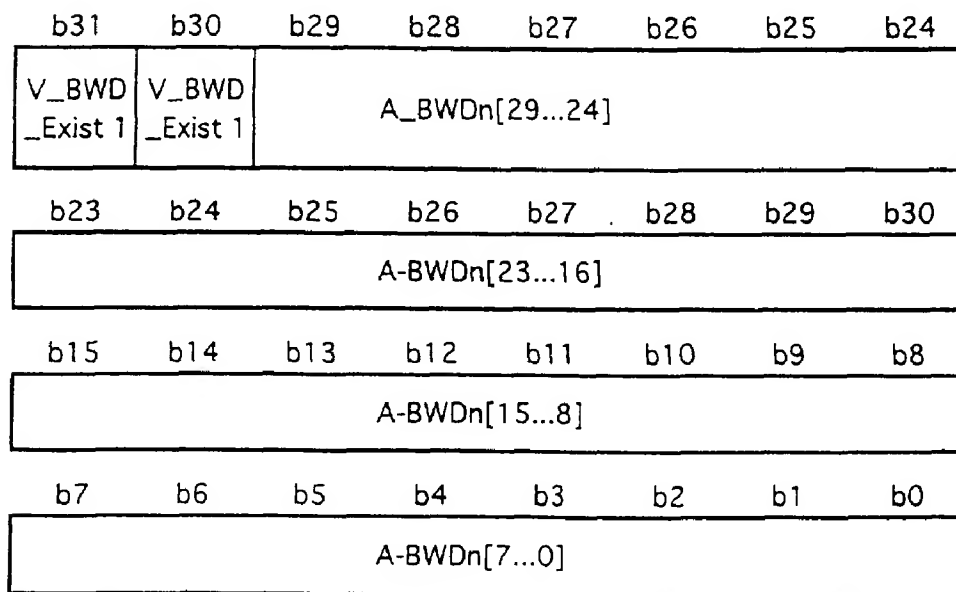 b31 b30 b29 b28 b27 b26 b25 b24
V_BWD V_BWD
_Exist 1 _Exist 1 A_BWDn[29...24]
b23 b24 b25 b26 b27 b28 b29 b30
A-BWDn[23...16]
b15 b14 b13 b12 b11 b10 b9 b8
A-BWDn[15...8]
b7 b6 b5 b4 b3 b2 b1 b0
A-BWDn[7...0]